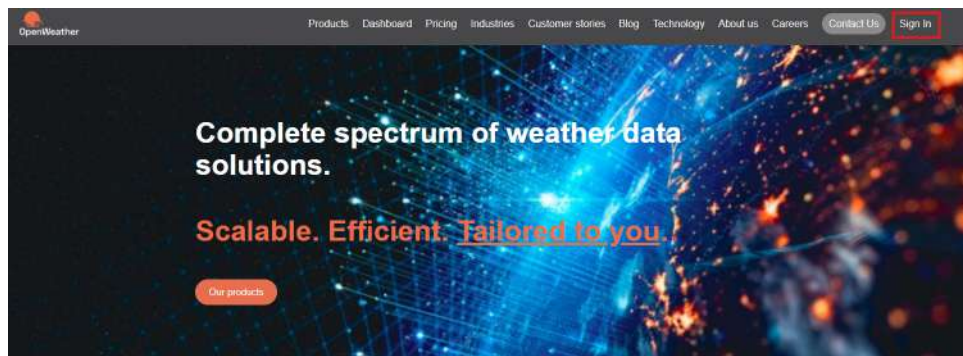 OpenWeather
Products Dashboard Pricing Industries Customer stories Blog Technology About us Careers Contact Us Sign In
Complete spectrum of weather data
solutions.
Scalable. Efficient. Tailored to you.
Our products